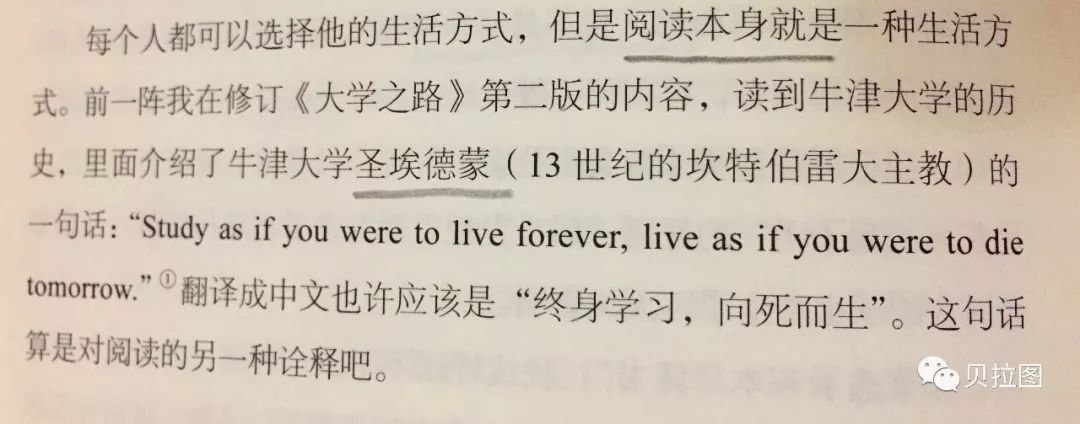 每个人都可以选择他的生活方式，但是阅读本身就是一种生活方
式。前一阵我在修订《大学之路》第二版的内容，读到牛津大学的历
史，里面介绍了牛津大学圣埃德蒙（13 世纪的坎特伯雷大主教）的
一句话：“Study as if you were to live forever, live as if you were to die
tomorrow.”①翻译成中文也许应该是“终身学习，向死而生”。这句话
算是对阅读的另一种诠释吧。
贝拉图